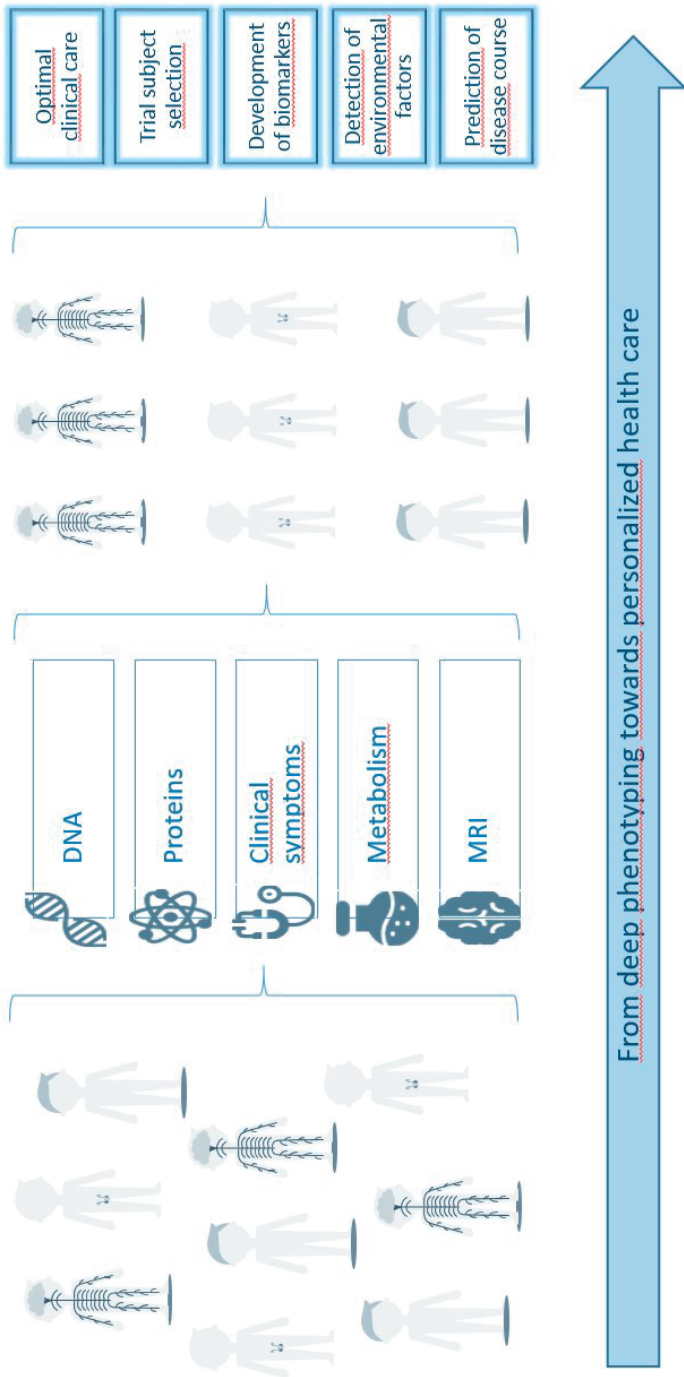 DNA
Proteins
Clinical
symptoms
Metabolism
MRI
Optimal
clinical care
Trial subject
selection
Development
of biomarkers
Detection of
environmental
factors
Prediction of
disease course
From deep phenotyping towards personalized health care